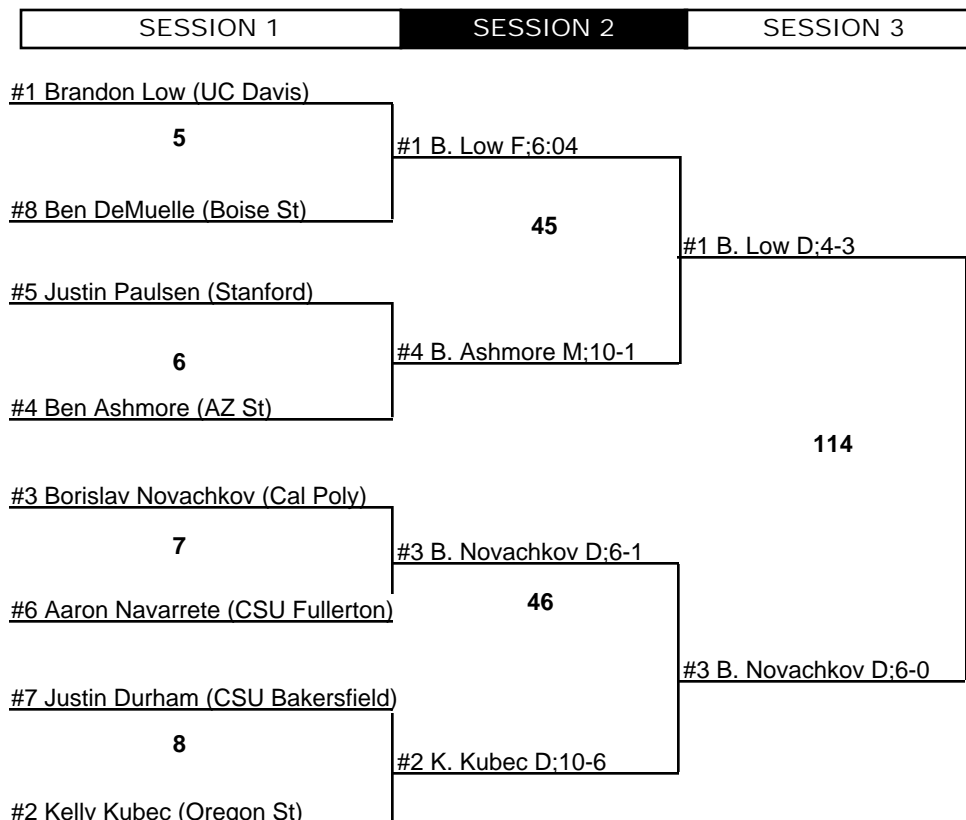 SESSION 1 SESSION 2 SESSION 3
#1 Brandon Low (UC Davis)
5
#1 B. Low F;6:04
#8 Ben DeMuelle (Boise St)
45
#1 B. Low D;4-3
#5 Justin Paulsen (Stanford)
6
#4 B. Ashmore M;10-1
#4 Ben Ashmore (AZ St)
114
#3 Borislav Novachkov (Cal Poly)
7
#3 B. Novachkov D;6-1
#6 Aaron Navarrete (CSU Fullerton)
46
#3 B. Novachkov D;6-0
#7 Justin Durham (CSU Bakersfield)
8
#2 K. Kubec D;10-6
#2 Kelly Kubec (Oregon St)